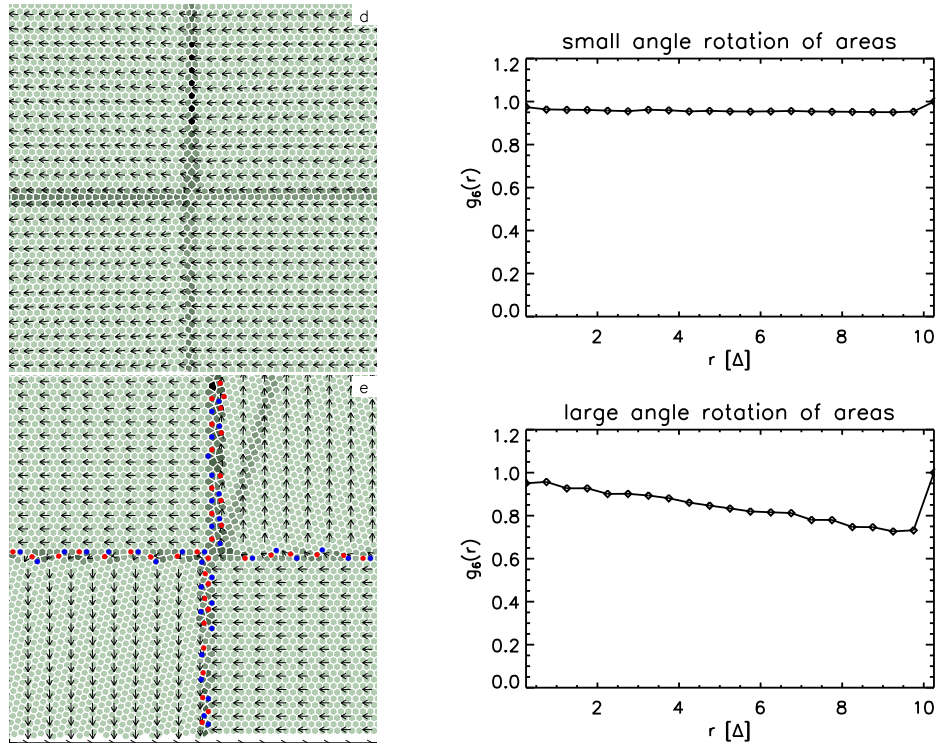 d
small angle rotation of areas
1.2
1.0
0.8
0.6
0.4
0.2
0.0
g₆(r)
2 4 6 8 10
r [Δ]
e
large angle rotation of areas
1.2
1.0
0.8
0.6
0.4
0.2
0.0
g₆(r)
2 4 6 8 10
r [Δ]